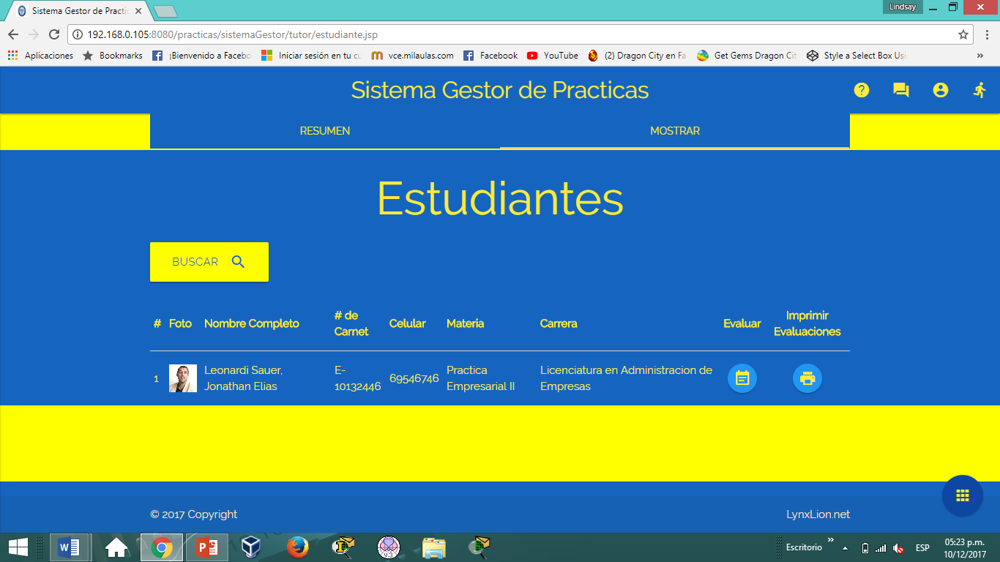 Sistema Gestor de Practic
Lindsay
192.168.0.105:8080/practicas/sistemaGestor/tutor/estudiante.jsp
Aplicaciones
Bookmarks
¡Bienvenido a Facebo
Iniciar sesión en tu cu
vce.milaulas.com
Facebook
YouTube
(2) Dragon City en Fa
Get Gems Dragon Cit
Style a Select Box Usi
Sistema Gestor de Practicas
RESUMEN
MOSTRAR
Estudiantes
BUSCAR
# Foto Nombre Completo # de Carnet Celular Materia Carrera Evaluar Imprimir Evaluaciones
1 Leonardi Sauer, Jonathan Elias E-10132446 69546746 Practica Empresarial II Licenciatura en Administracion de Empresas
© 2017 Copyright
LynxLion.net
Escritorio
ESP
05:23 p.m.
10/12/2017